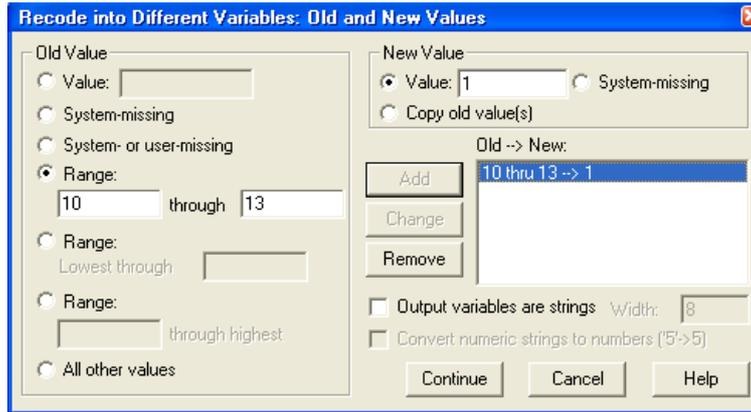 Recode into Different Variables: Old and New Values
Old Value
Value:
System-missing
System- or user-missing
Range:
10 through 13
Range:
Lowest through
Range:
through highest
All other values
New Value
Value: 1 System-missing
Copy old value(s)
Old --> New:
10 thru 13 --> 1
Add
Change
Remove
Output variables are strings Width: 8
Convert numeric strings to numbers ('5'->5)
Continue Cancel Help